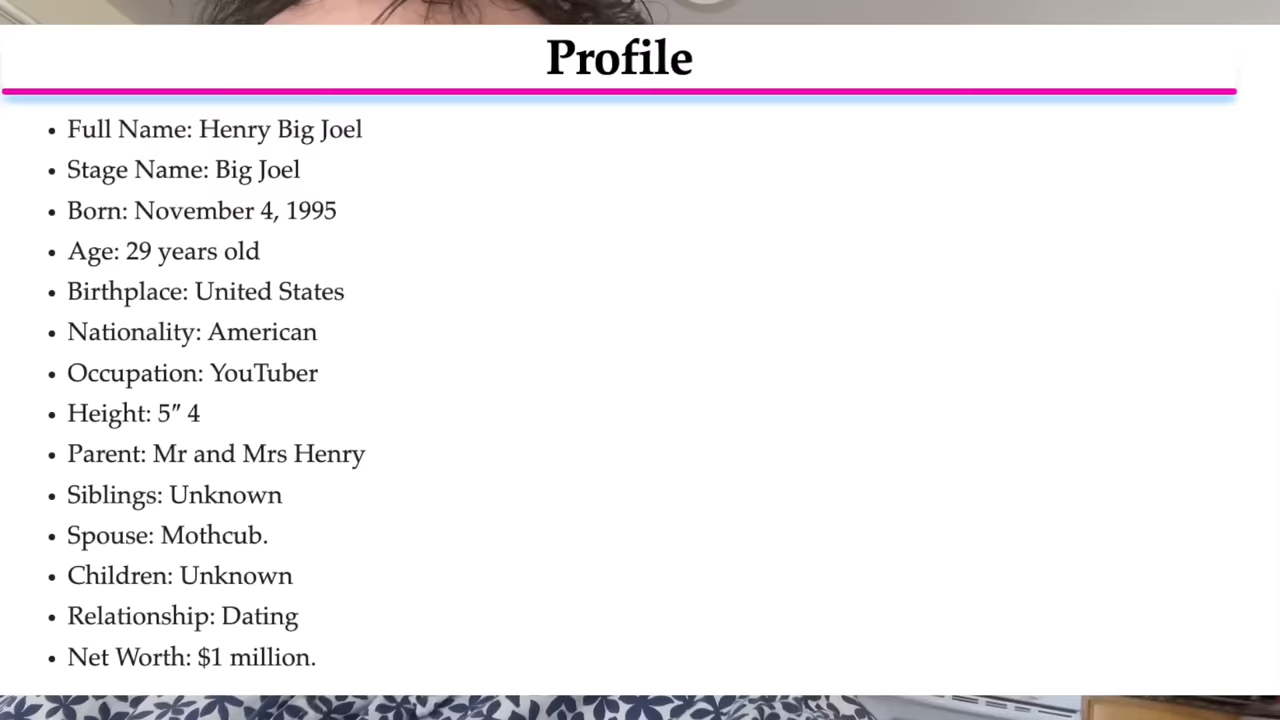 Profile
• Full Name: Henry Big Joel
• Stage Name: Big Joel
• Born: November 4, 1995
• Age: 29 years old
• Birthplace: United States
• Nationality: American
• Occupation: YouTuber
• Height: 5″ 4
• Parent: Mr and Mrs Henry
• Siblings: Unknown
• Spouse: Mothcub.
• Children: Unknown
• Relationship: Dating
• Net Worth: $1 million.